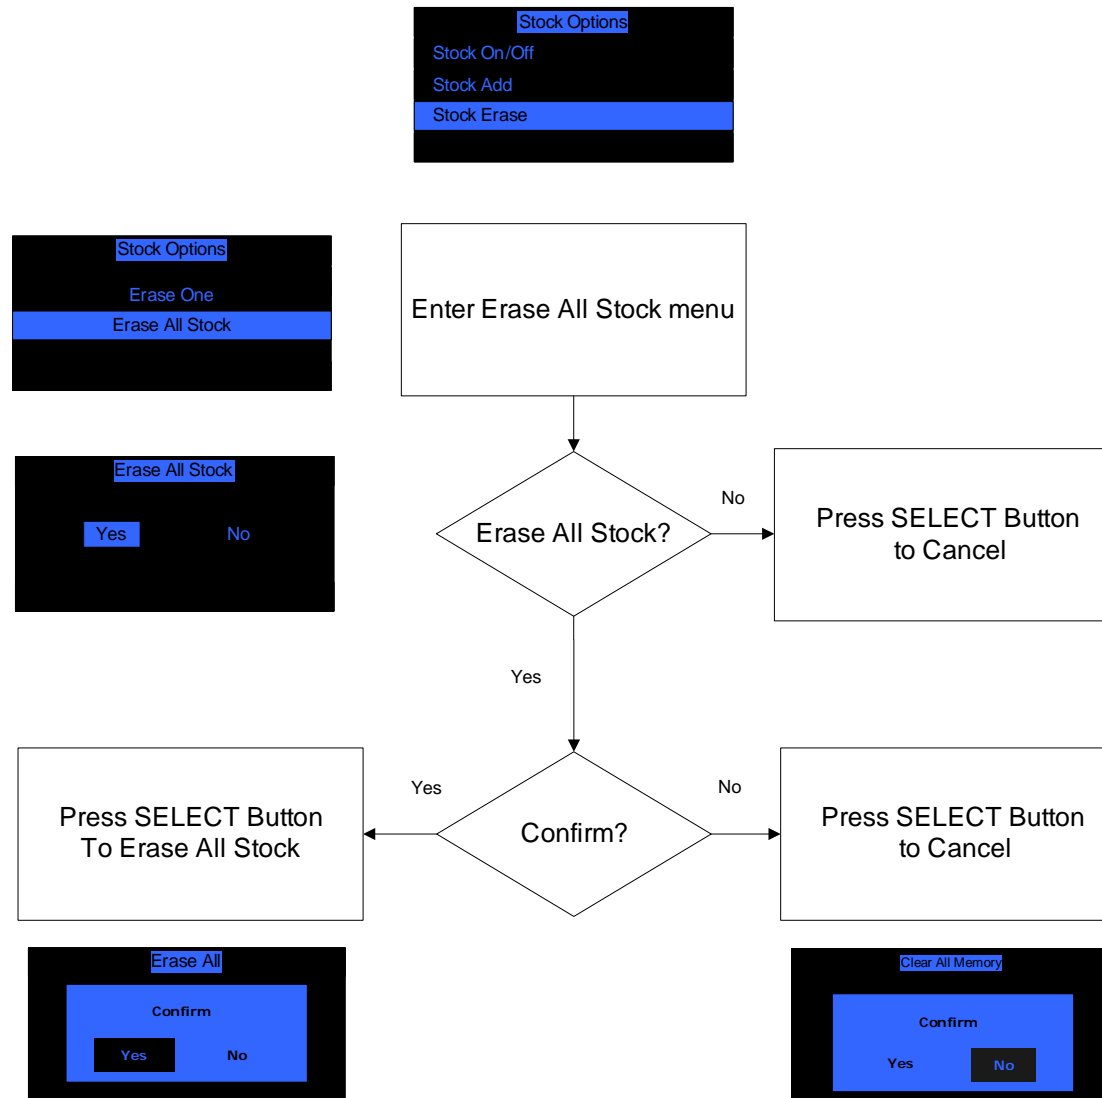 Stock Options
Stock On/Off
Stock Add
Stock Erase
Stock Options
Erase One
Erase All Stock
Enter Erase All Stock menu
Erase All Stock
Yes No
Erase All Stock?
No
Press SELECT Button
to Cancel
Yes
Press SELECT Button
To Erase All Stock
Yes
Confirm?
No
Press SELECT Button
to Cancel
Erase All
Confirm
Yes No
Clear All Memory
Confirm
Yes No